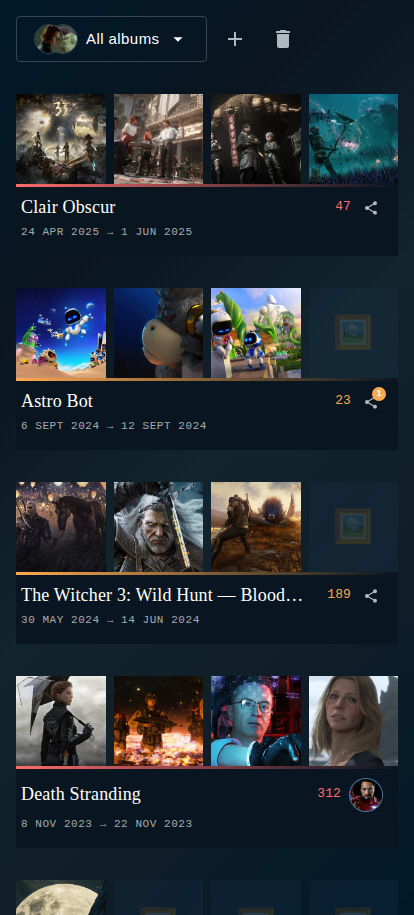 All albums
Clair Obscur 47
24 APR 2025 → 1 JUN 2025
Astro Bot 23 1
6 SEPT 2024 → 12 SEPT 2024
The Witcher 3: Wild Hunt — Blood… 189
30 MAY 2024 → 14 JUN 2024
Death Stranding 312
8 NOV 2023 → 22 NOV 2023